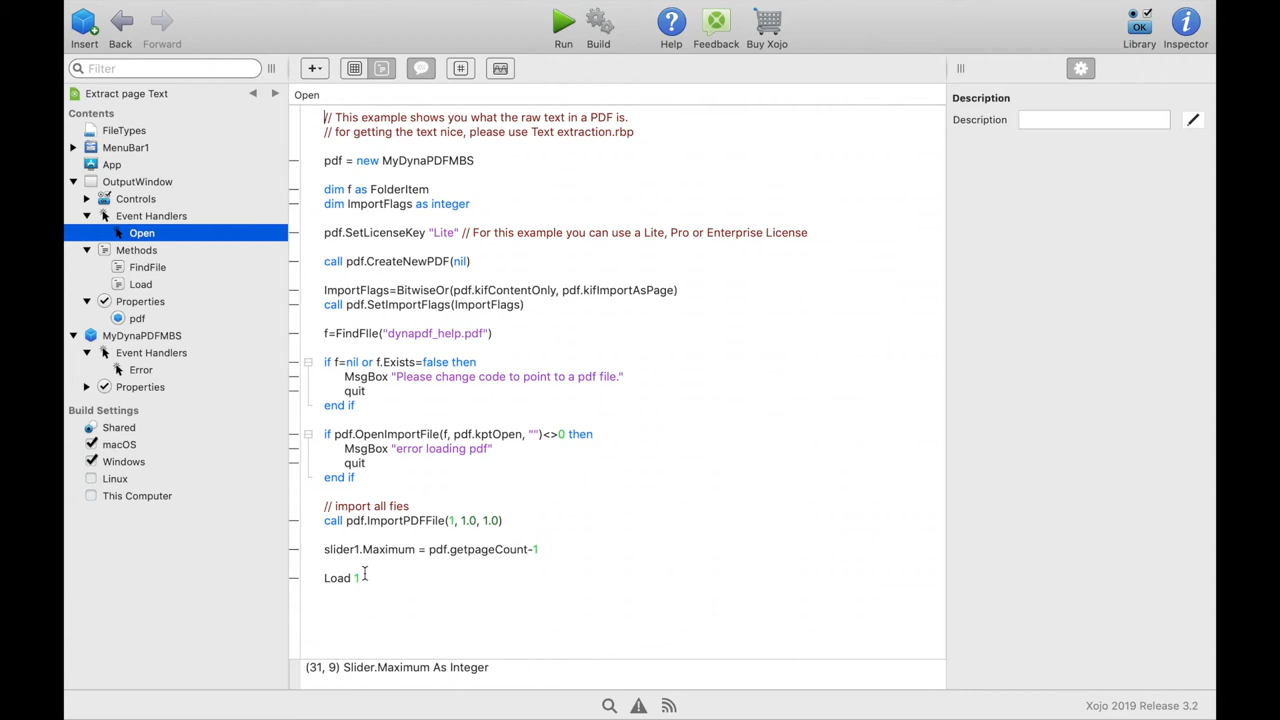 Insert Back Forward Run Build Help Feedback Buy Xojo OK Library Inspector
Filter
Extract page Text
Contents
FileTypes
MenuBar1
App
OutputWindow
Controls
Event Handlers
Open
Methods
FindFile
Load
Properties
pdf
MyDynaPDFMBS
Event Handlers
Error
Properties
Build Settings
Shared
macOS
Windows
Linux
This Computer
Open
// This example shows you what the raw text in a PDF is.
// for getting the text nice, please use Text extraction.rbp
pdf = new MyDynaPDFMBS
dim f as FolderItem
dim ImportFlags as integer
pdf.SetLicenseKey "Lite" // For this example you can use a Lite, Pro or Enterprise License
call pdf.CreateNewPDF(nil)
ImportFlags=BitwiseOr(pdf.kifContentOnly, pdf.kifImportAsPage)
call pdf.SetImportFlags(ImportFlags)
f=FindFIle("dynapdf_help.pdf")
if f=nil or f.Exists=false then
MsgBox "Please change code to point to a pdf file."
quit
end if
if pdf.OpenImportFile(f, pdf.kptOpen, "")<>0 then
MsgBox "error loading pdf"
quit
end if
// import all fies
call pdf.ImportPDFFile(1, 1.0, 1.0)
slider1.Maximum = pdf.getpageCount-1
Load 1
(31, 9) Slider.Maximum As Integer
Description
Description
Xojo 2019 Release 3.2